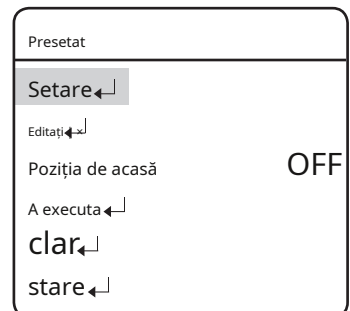 Presetat
Setare↵
Editați↵
Poziția de acasă OFF
A executa↵
clar↵
stare↵